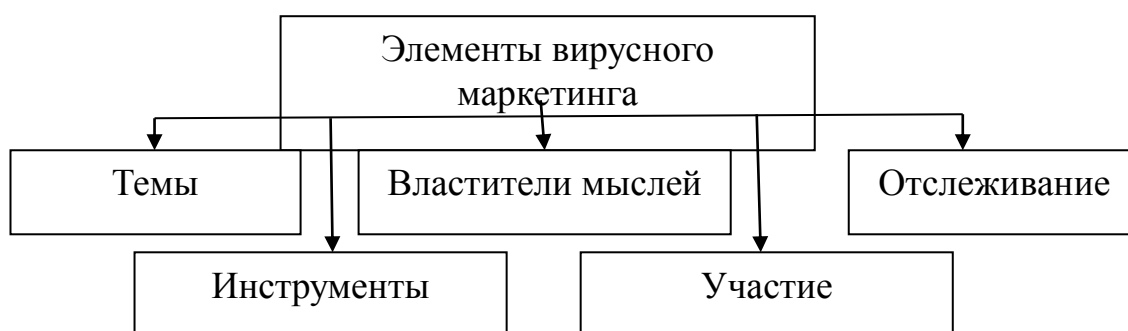 Элементы вирусного
маркетинга
Темы
Властители мыслей
Отслеживание
Инструменты
Участие